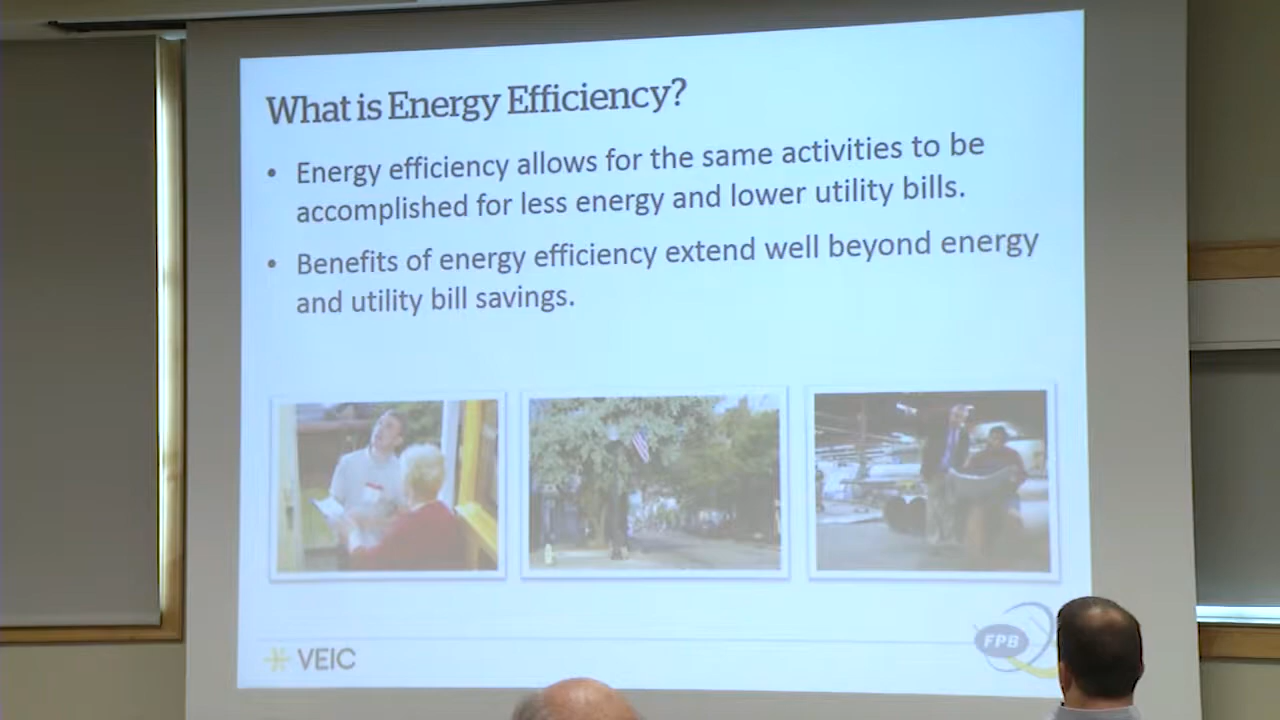 What is Energy Efficiency?
• Energy efficiency allows for the same activities to be
accomplished for less energy and lower utility bills.
• Benefits of energy efficiency extend well beyond energy
and utility bill savings.
VEIC
FPB